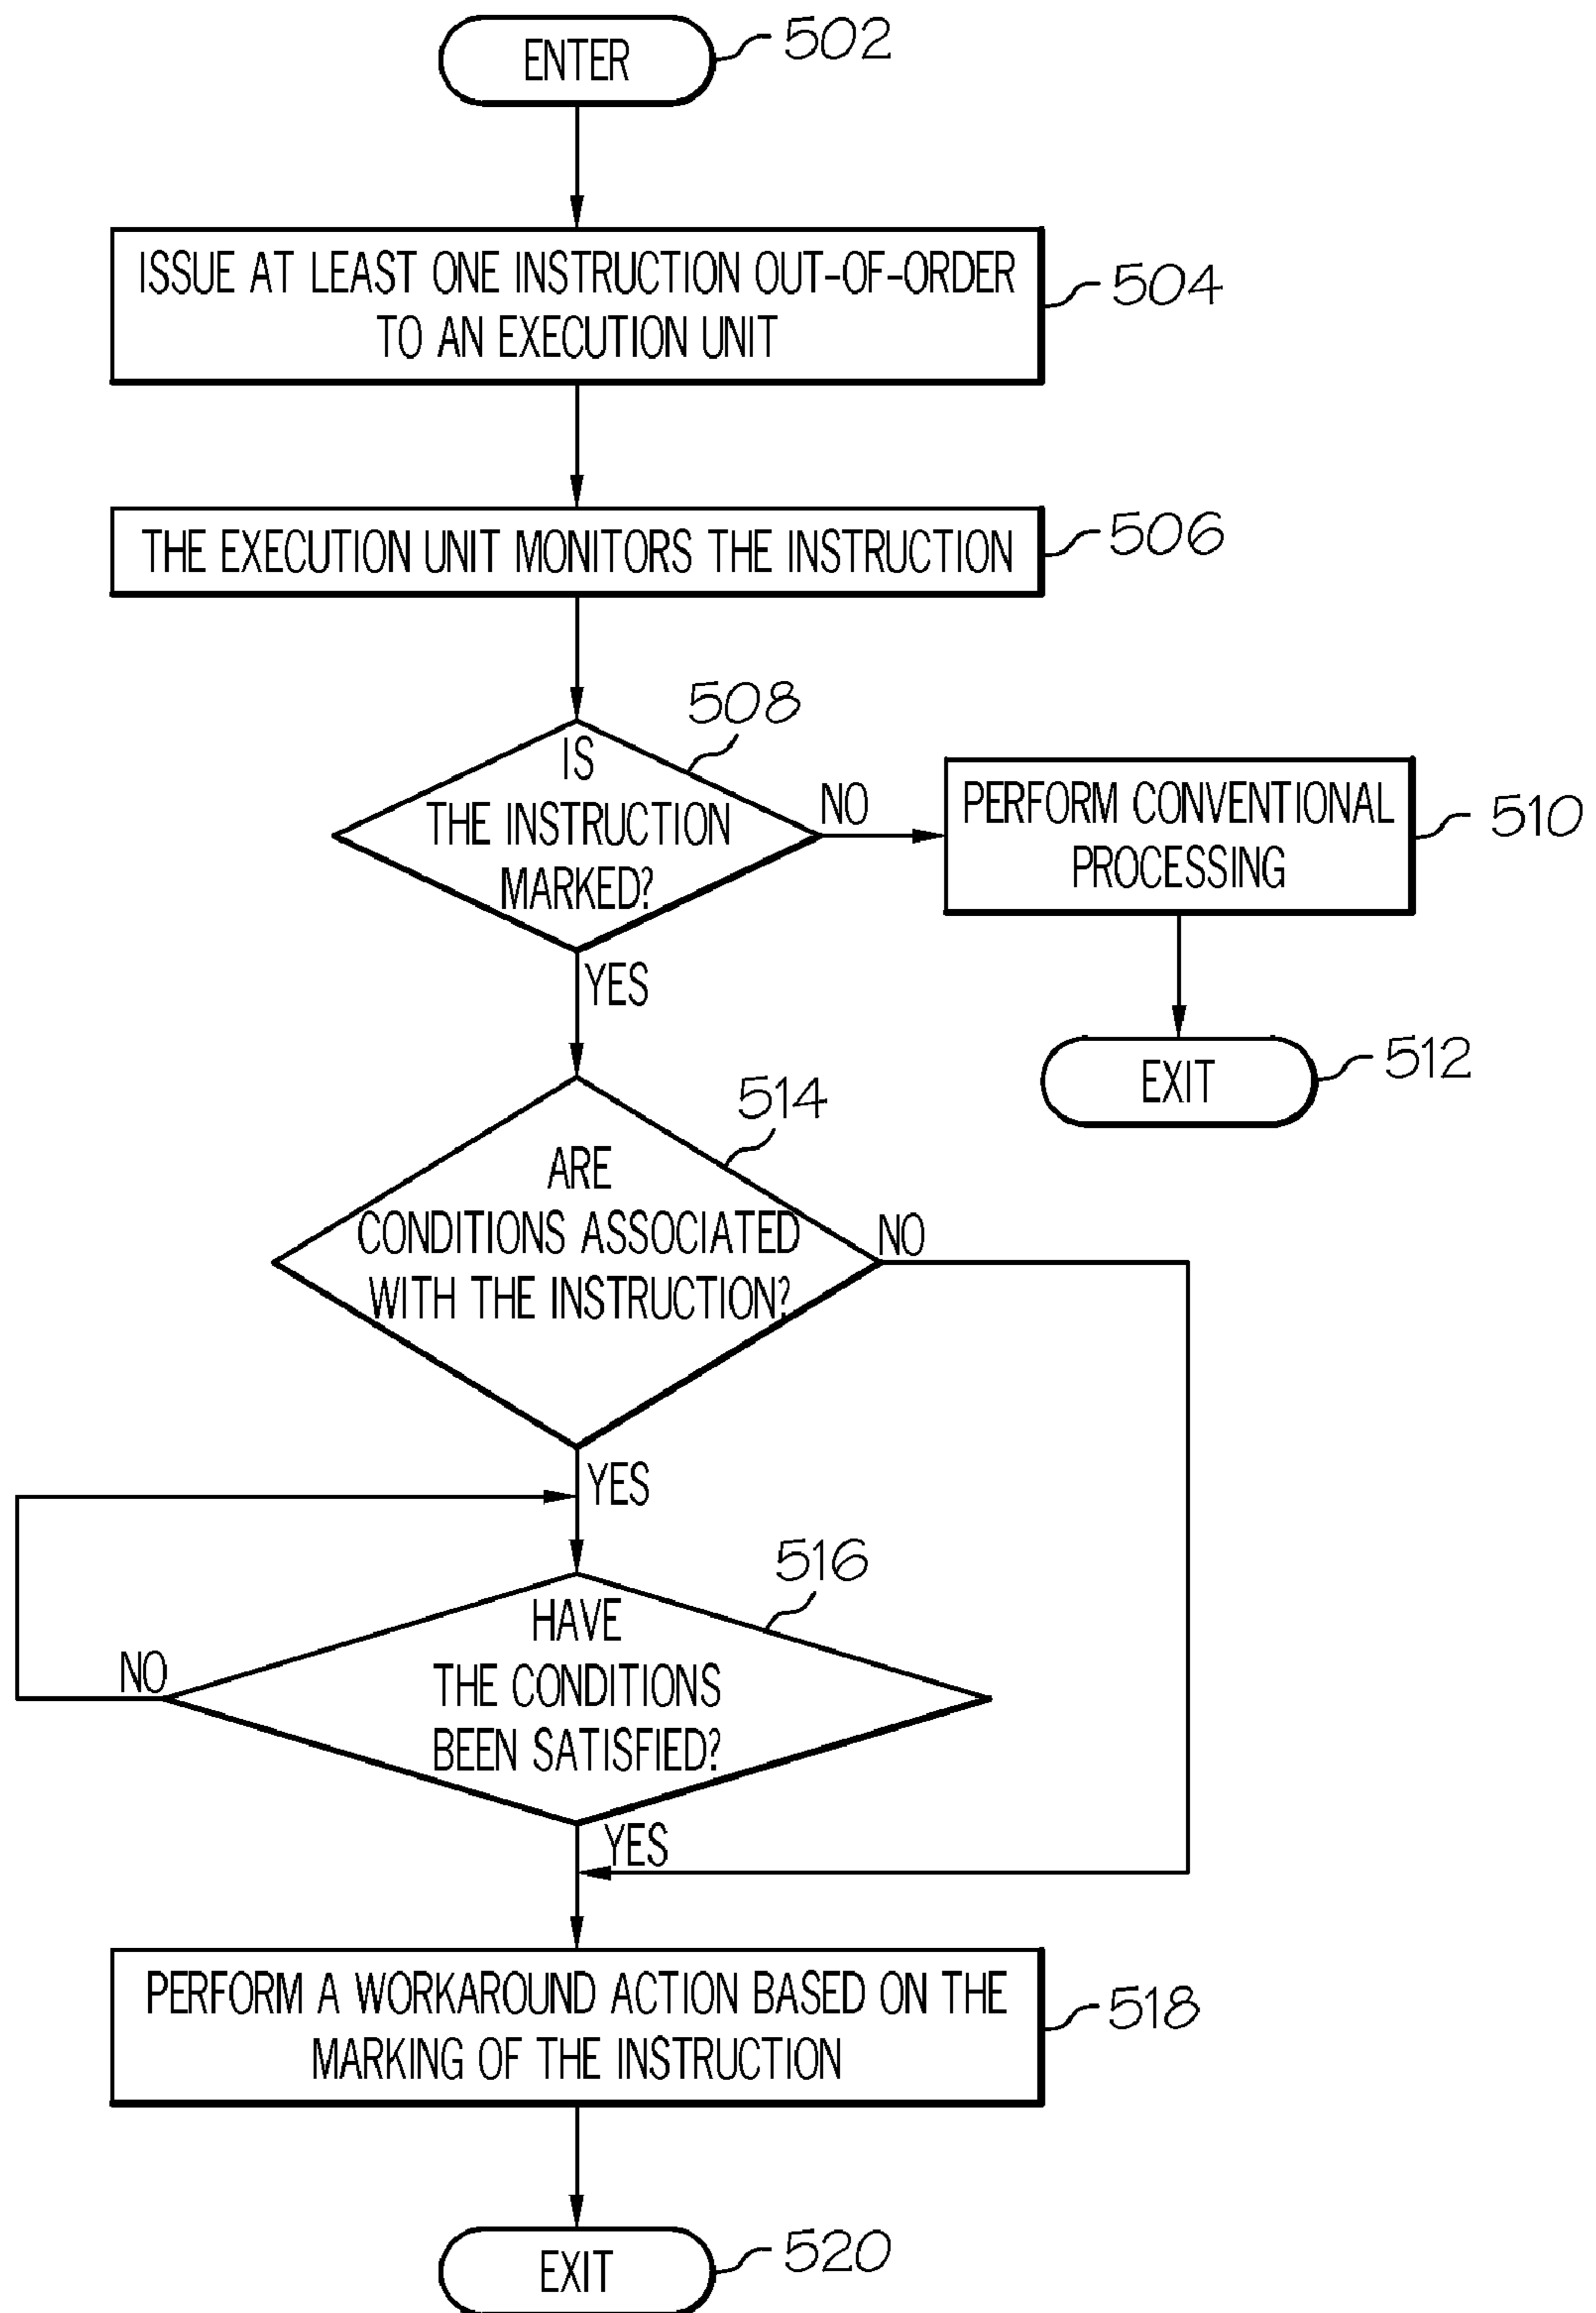 ENTER
502
ISSUE AT LEAST ONE INSTRUCTION OUT-OF-ORDER
TO AN EXECUTION UNIT
504
THE EXECUTION UNIT MONITORS THE INSTRUCTION
506
508
IS
THE INSTRUCTION
MARKED?
NO
PERFORM CONVENTIONAL
PROCESSING
510
YES
EXIT
512
514
ARE
CONDITIONS ASSOCIATED
WITH THE INSTRUCTION?
NO
YES
516
HAVE
THE CONDITIONS
BEEN SATISFIED?
NO
YES
PERFORM A WORKAROUND ACTION BASED ON THE
MARKING OF THE INSTRUCTION
518
EXIT
520